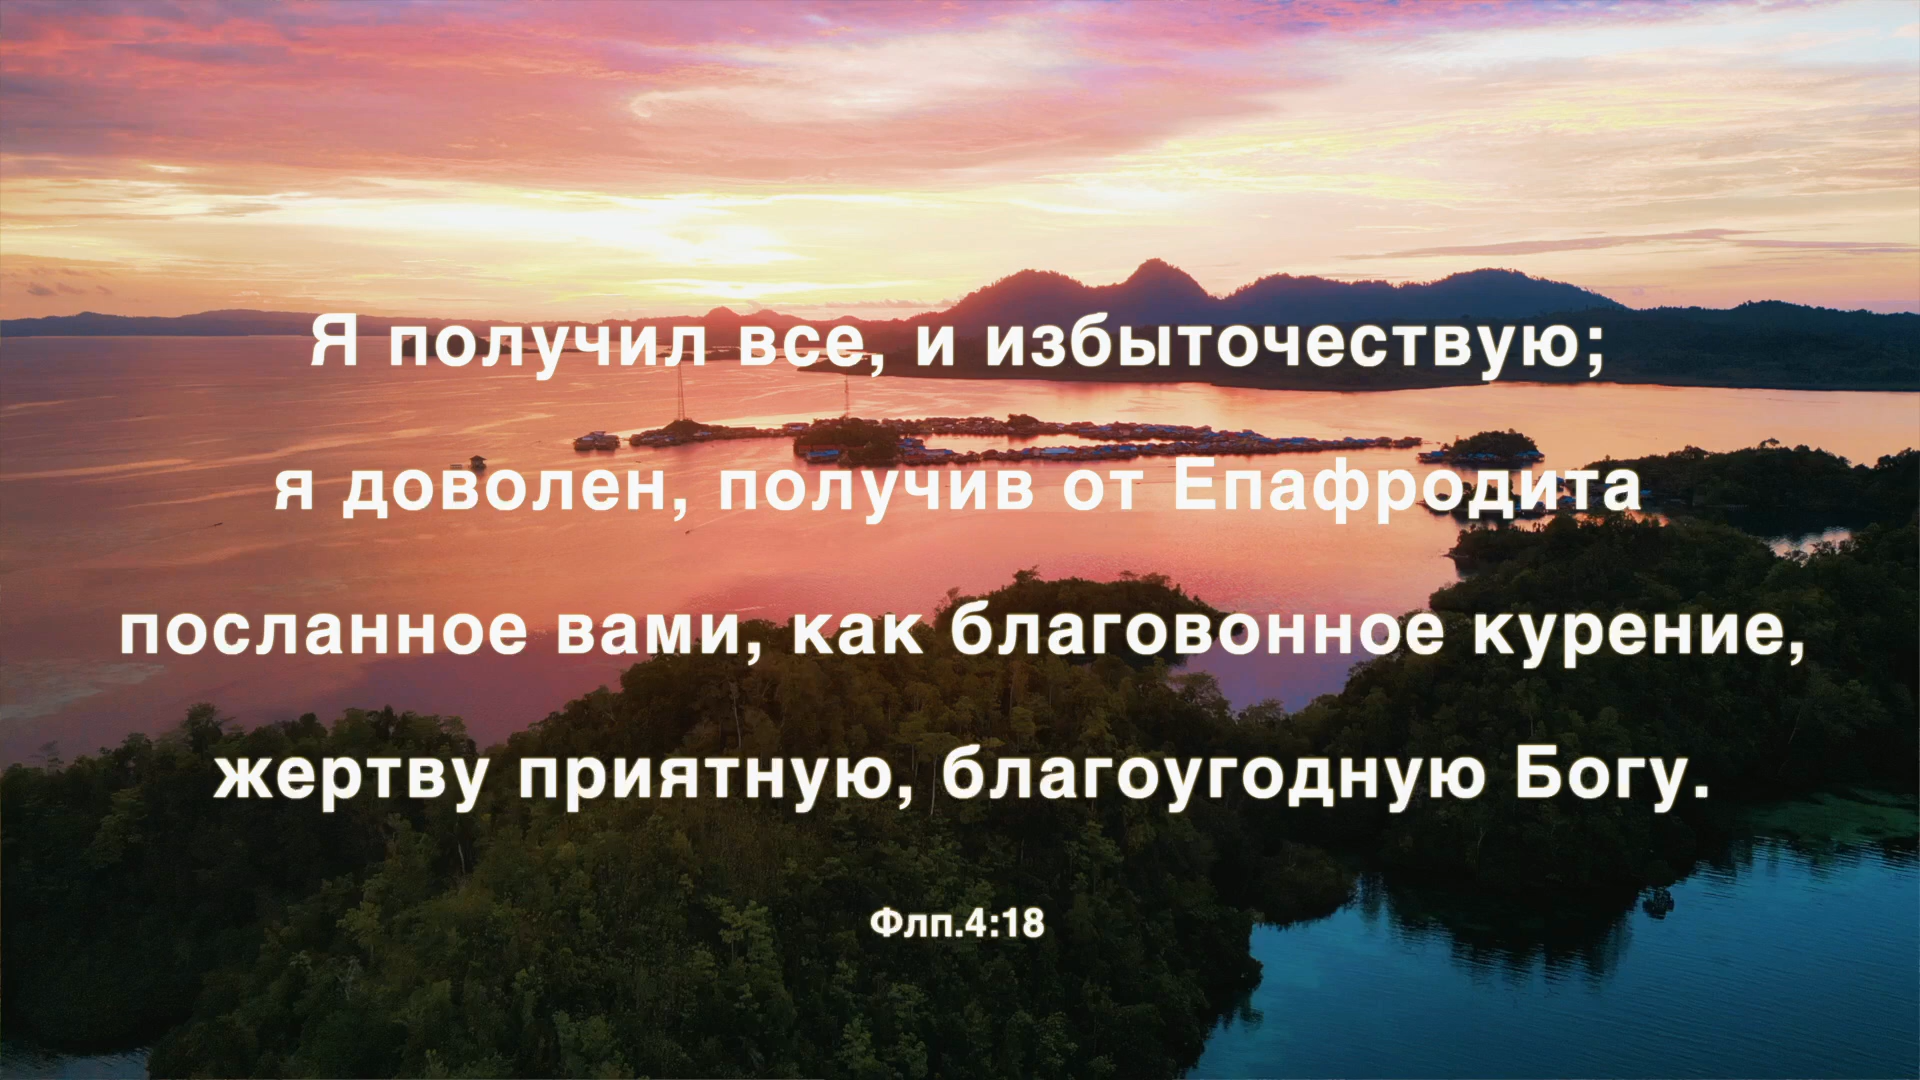 Я получил все, и избыточествую;
я доволен, получив от Епафродита
посланное вами, как благовонное курение,
жертву приятную, благоугодную Богу.
Флп.4:18